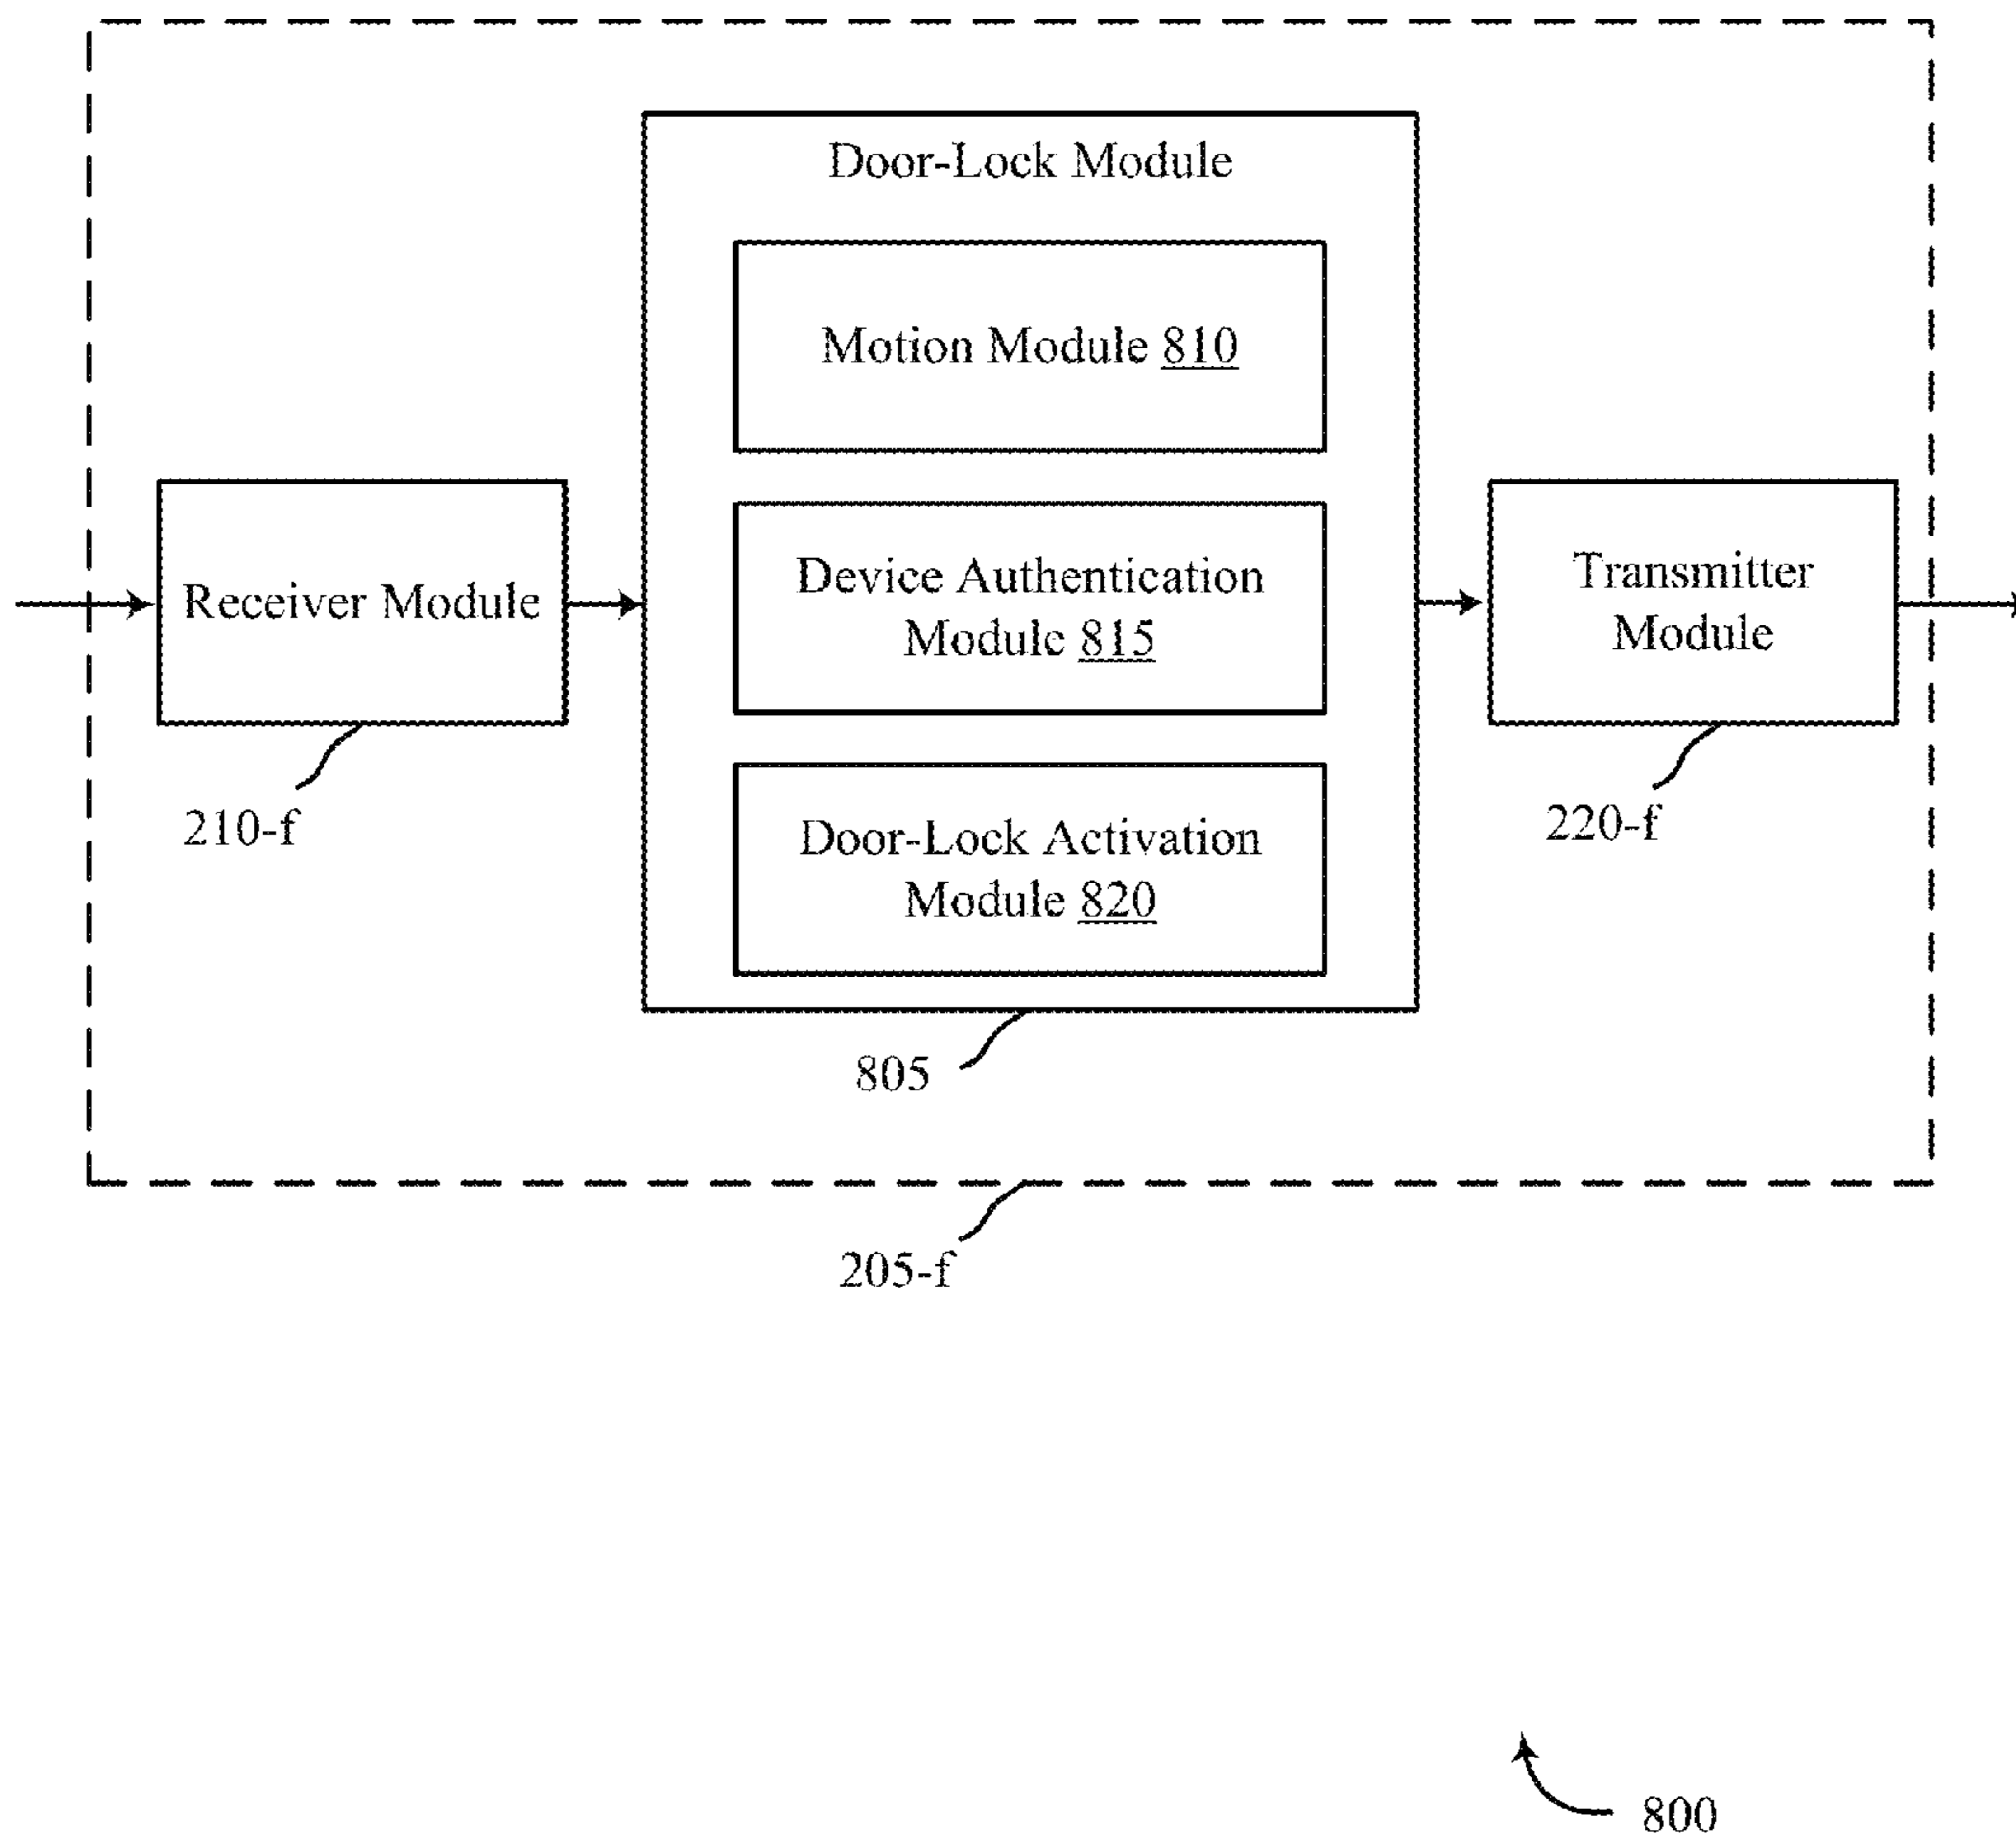 Door-Lock Module
Motion Module 810
Receiver Module
Device Authentication
Module 815
Transmitter
Module
210-f
Door-Lock Activation
Module 820
220-f
805
205-f
800